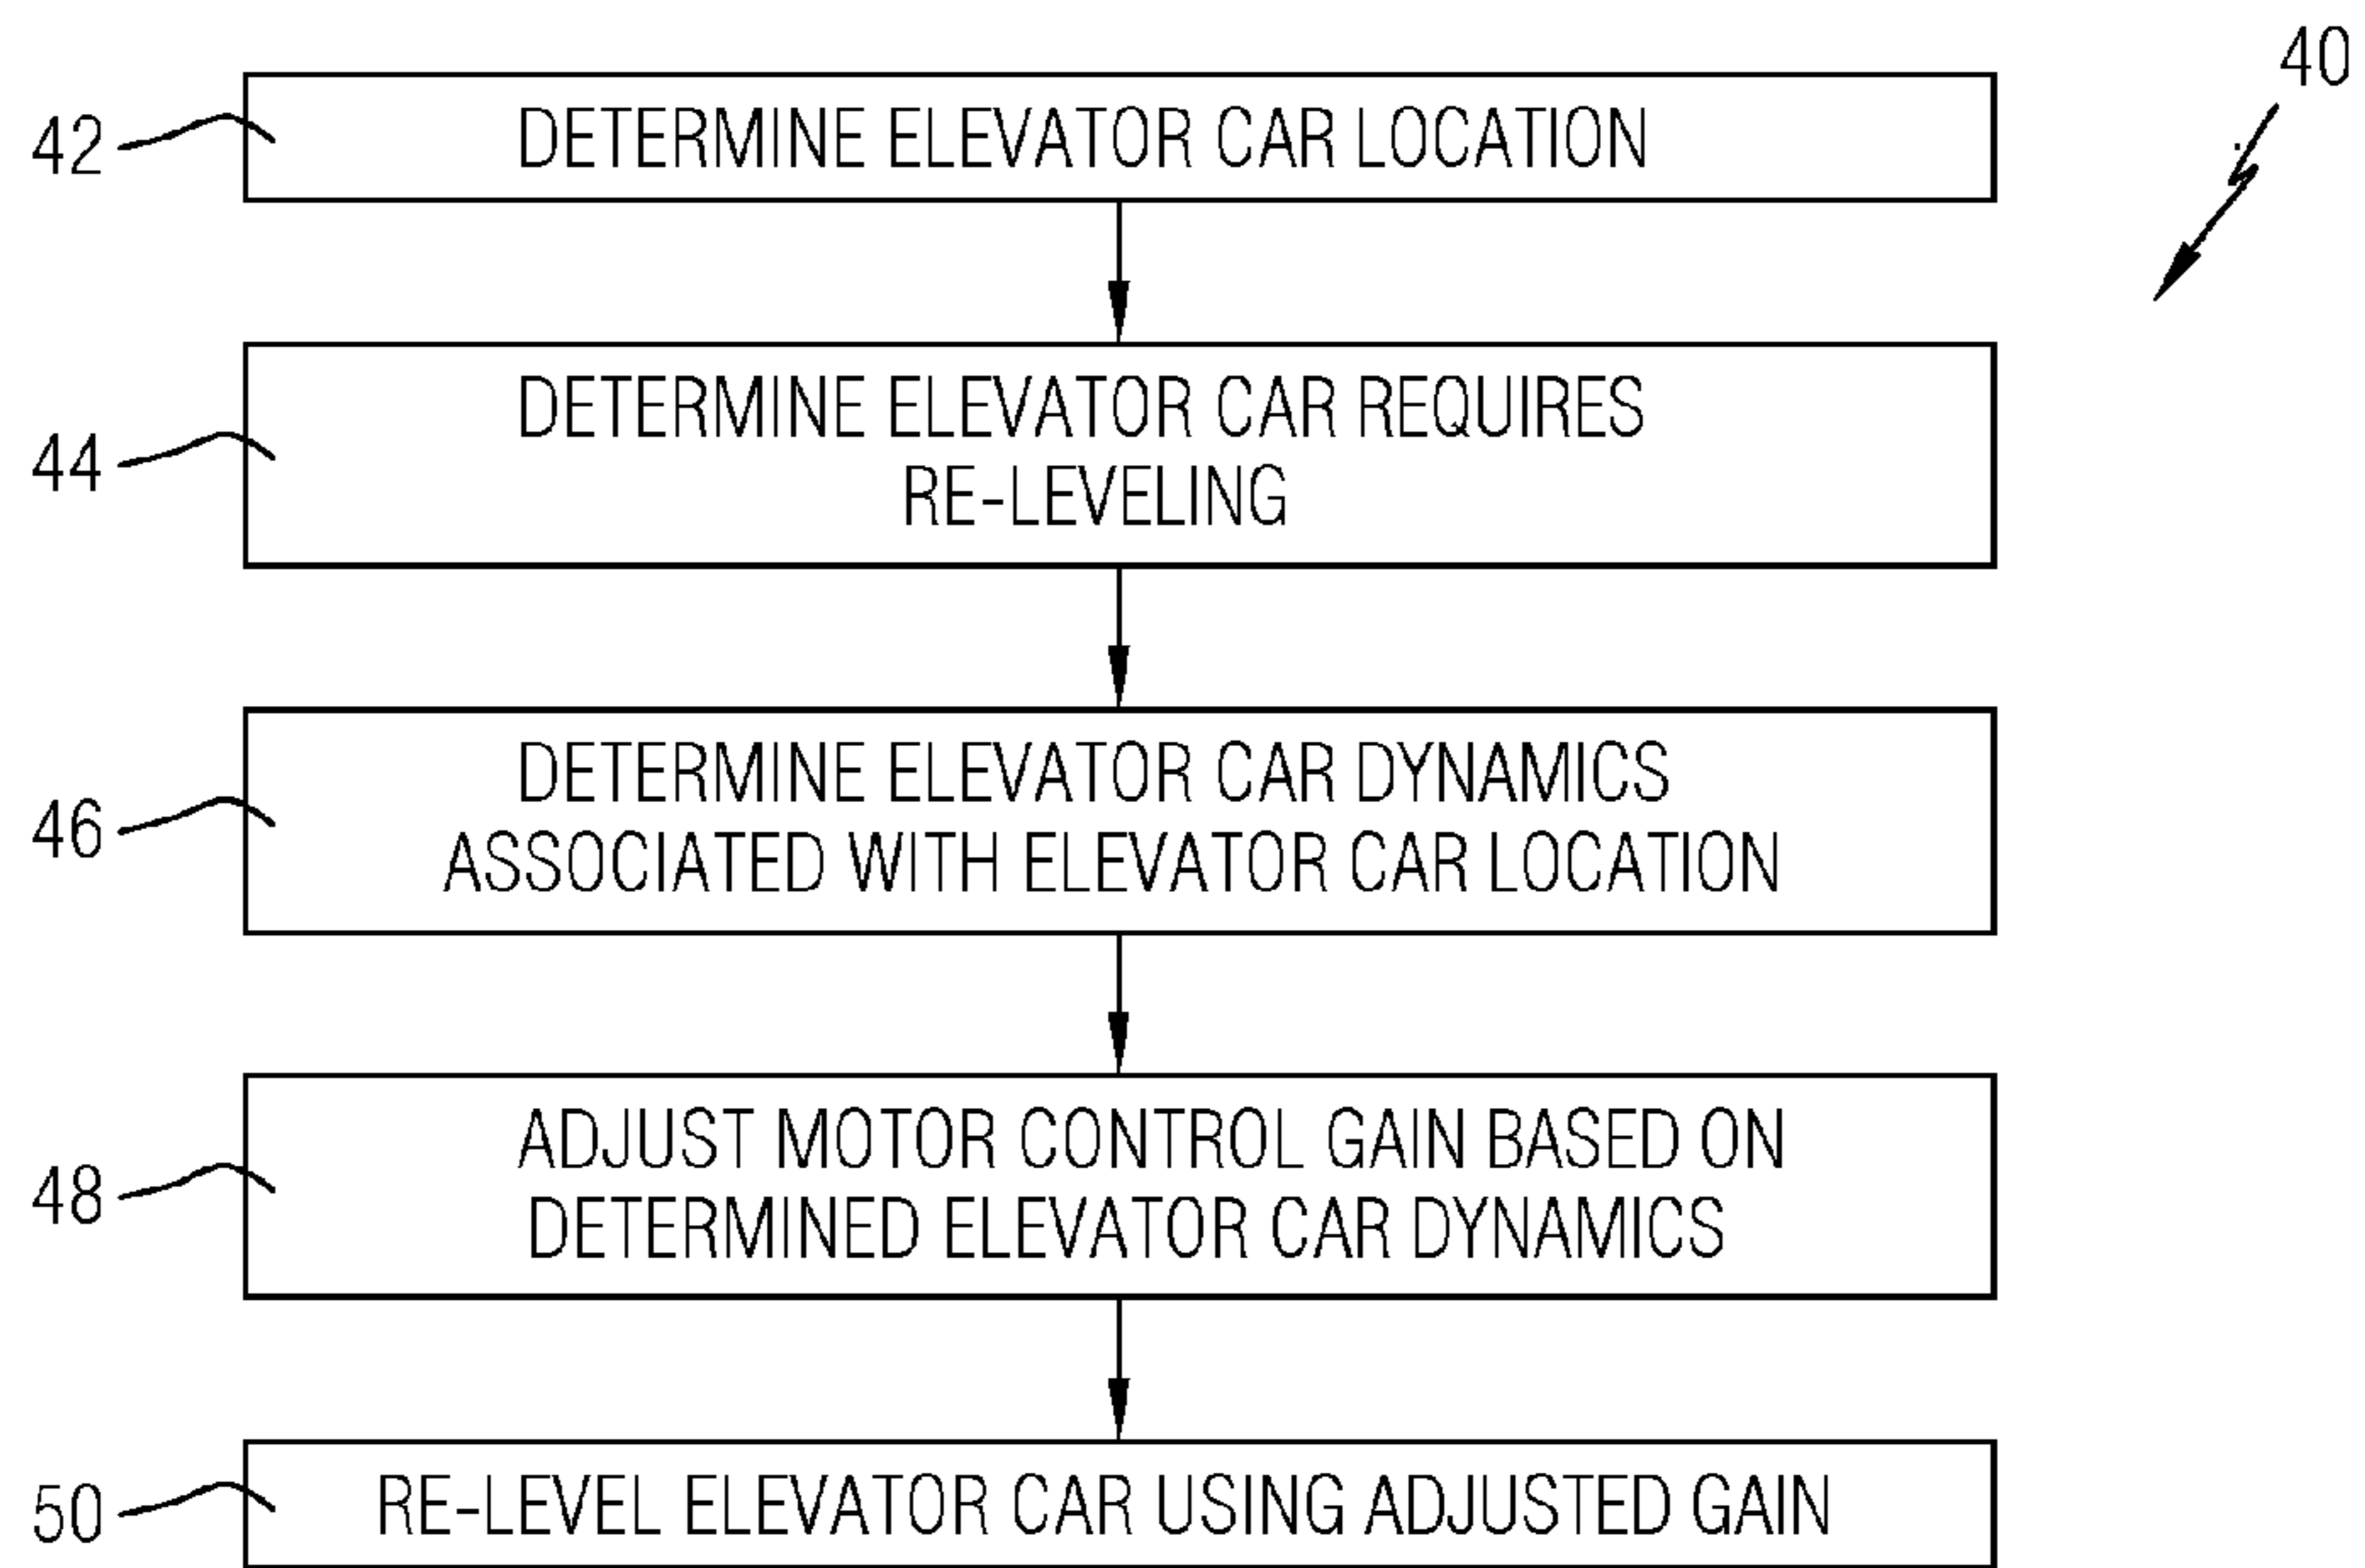 40
42
DETERMINE ELEVATOR CAR LOCATION
44
DETERMINE ELEVATOR CAR REQUIRES
RE-LEVELING
46
DETERMINE ELEVATOR CAR DYNAMICS
ASSOCIATED WITH ELEVATOR CAR LOCATION
48
ADJUST MOTOR CONTROL GAIN BASED ON
DETERMINED ELEVATOR CAR DYNAMICS
50
RE-LEVEL ELEVATOR CAR USING ADJUSTED GAIN